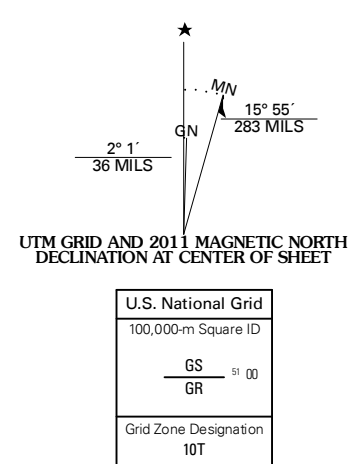 ★
MN
15° 55´
283 MILS
GN
2° 1´
36 MILS
UTM GRID AND 2011 MAGNETIC NORTH
DECLINATION AT CENTER OF SHEET
U.S. National Grid
100,000-m Square ID
GS
51 00
GR
Grid Zone Designation
10T